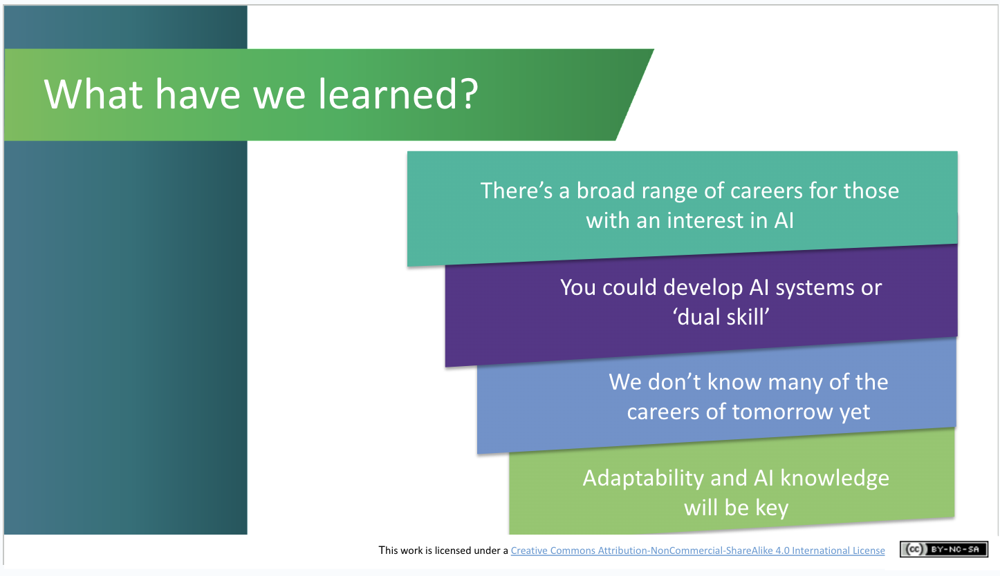 What have we learned?
There’s a broad range of careers for those
with an interest in AI
You could develop AI systems or
‘dual skill’
We don’t know many of the
careers of tomorrow yet
Adaptability and AI knowledge
will be key
This work is licensed under a Creative Commons Attribution-NonCommercial-ShareAlike 4.0 International License
(cc) BY-NC-SA